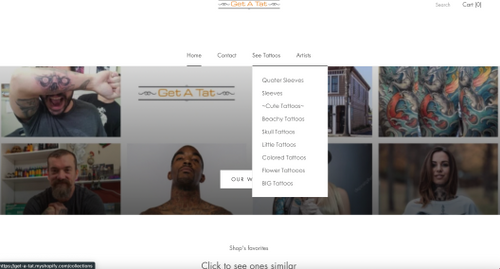 Get A Tat
Search
Cart (0)
Home
Contact
See Tattoos
Artists
Quater Sleeves
Sleeves
~Cute Tattoos~
Beachy Tattoos
Skull Tattoos
Little Tattoos
Colored Tattoos
Flower Tattooos
BIG Tattoos
Get A Tat
OUR W
Shop's favorites
Click to see ones similar
https://get-a-tat.myshopify.com/collections